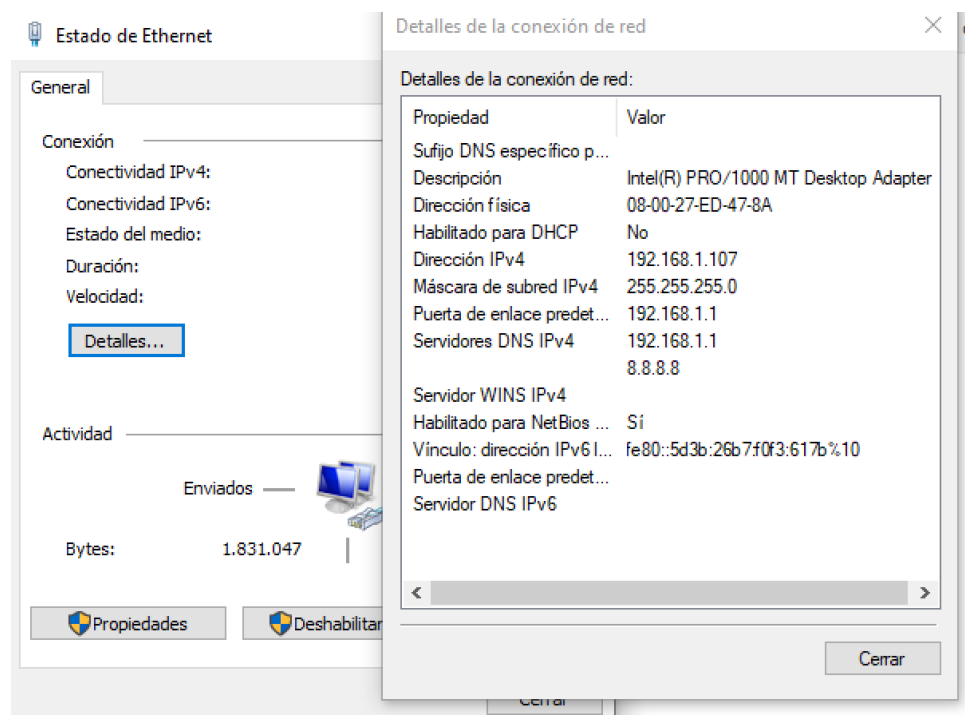 Estado de Ethernet
General
Conexión
Conectividad IPv4:
Conectividad IPv6:
Estado del medio:
Duración:
Velocidad:
Detalles...
Actividad
Enviados
Bytes: 1.831.047
Propiedades Deshabilitar
Cerrar
Detalles de la conexión de red
Detalles de la conexión de red:
Propiedad Valor
Sufijo DNS específico p...
Descripción Intel(R) PRO/1000 MT Desktop Adapter
Dirección física 08-00-27-ED-47-8A
Habilitado para DHCP No
Dirección IPv4 192.168.1.107
Máscara de subred IPv4 255.255.255.0
Puerta de enlace predet... 192.168.1.1
Servidores DNS IPv4 192.168.1.1
8.8.8.8
Servidor WINS IPv4
Habilitado para NetBios ... Sí
Vínculo: dirección IPv6 l... fe80::5d3b:26b7:f0f3:617b%10
Puerta de enlace predet...
Servidor DNS IPv6
Cerrar